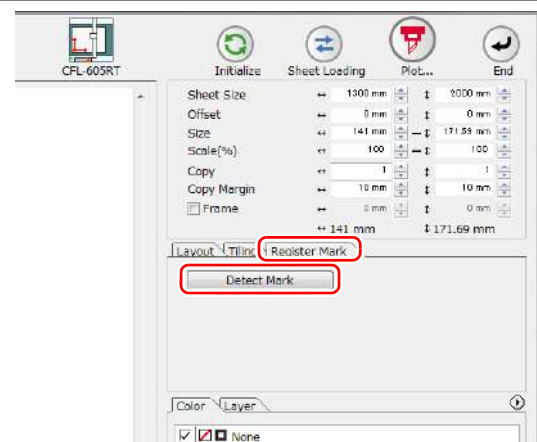 CFL-605RT Initialize Sheet Loading Plot... End
Sheet Size ↔ 1300 mm ↕ 2000 mm
Offset ↔ 0 mm ↕ 0 mm
Size ↔ 141 mm — ↕ 171.69 mm
Scale(%) ↔ 100 — ↕ 100
Copy ↔ 1 ↕ 1
Copy Margin ↔ 10 mm ↕ 10 mm
Frame ↔ 0 mm ↕ 0 mm
↔ 141 mm ↕ 171.69 mm
Layout Tiling Register Mark
Detect Mark
Color Layer
None